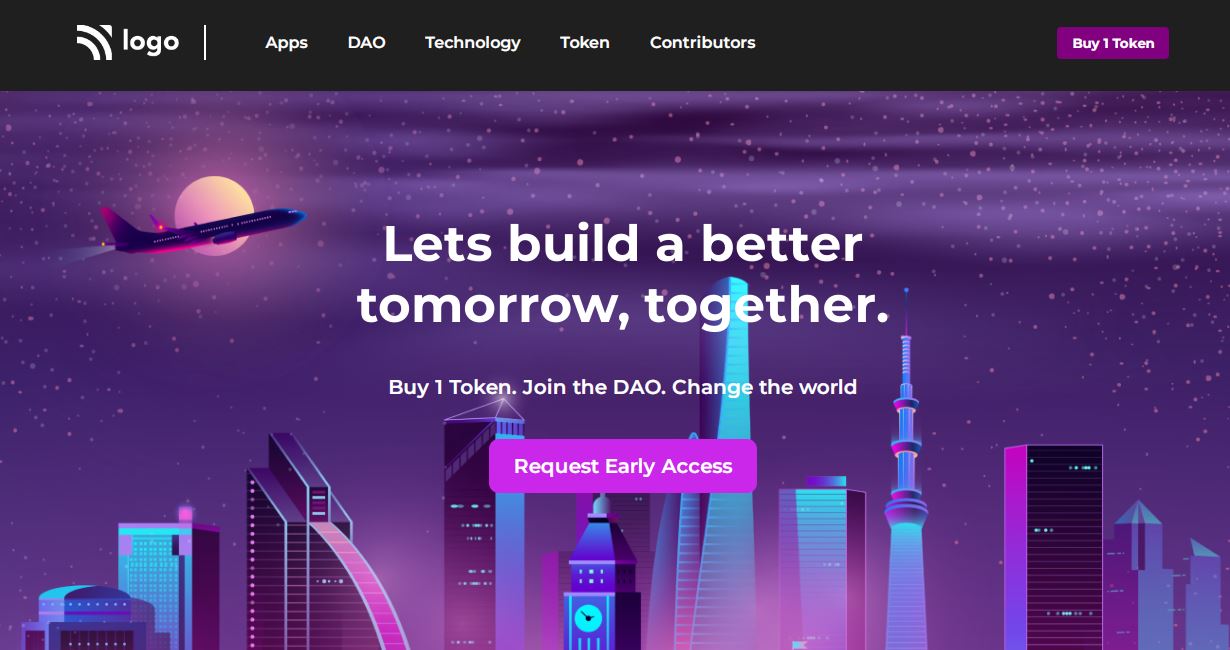 logo
Apps
DAO
Technology
Token
Contributors
Buy 1 Token
Lets build a better
tomorrow, together.
Buy 1 Token. Join the DAO. Change the world
Request Early Access